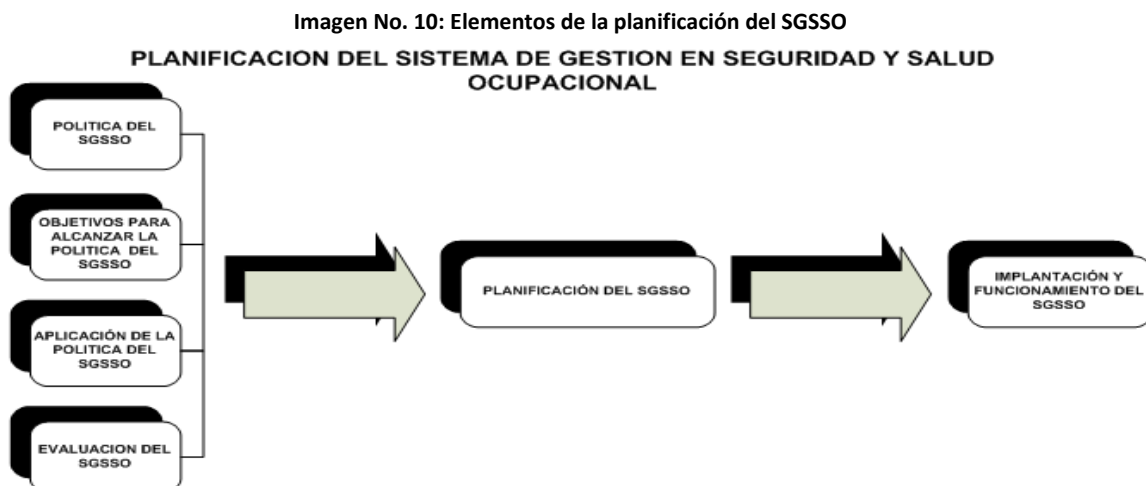 Imagen No. 10: Elementos de la planificación del SGSSO
PLANIFICACION DEL SISTEMA DE GESTION EN SEGURIDAD Y SALUD
OCUPACIONAL
POLITICA DEL
SGSSO
OBJETIVOS PARA
ALCANZAR LA
POLITICA DEL
SGSSO
APLICACIÓN DE LA
POLITICA DEL
SGSSO
EVALUACION DEL
SGSSO
PLANIFICACIÓN DEL SGSSO
IMPLANTACIÓN Y
FUNCIONAMIENTO DEL
SGSSO